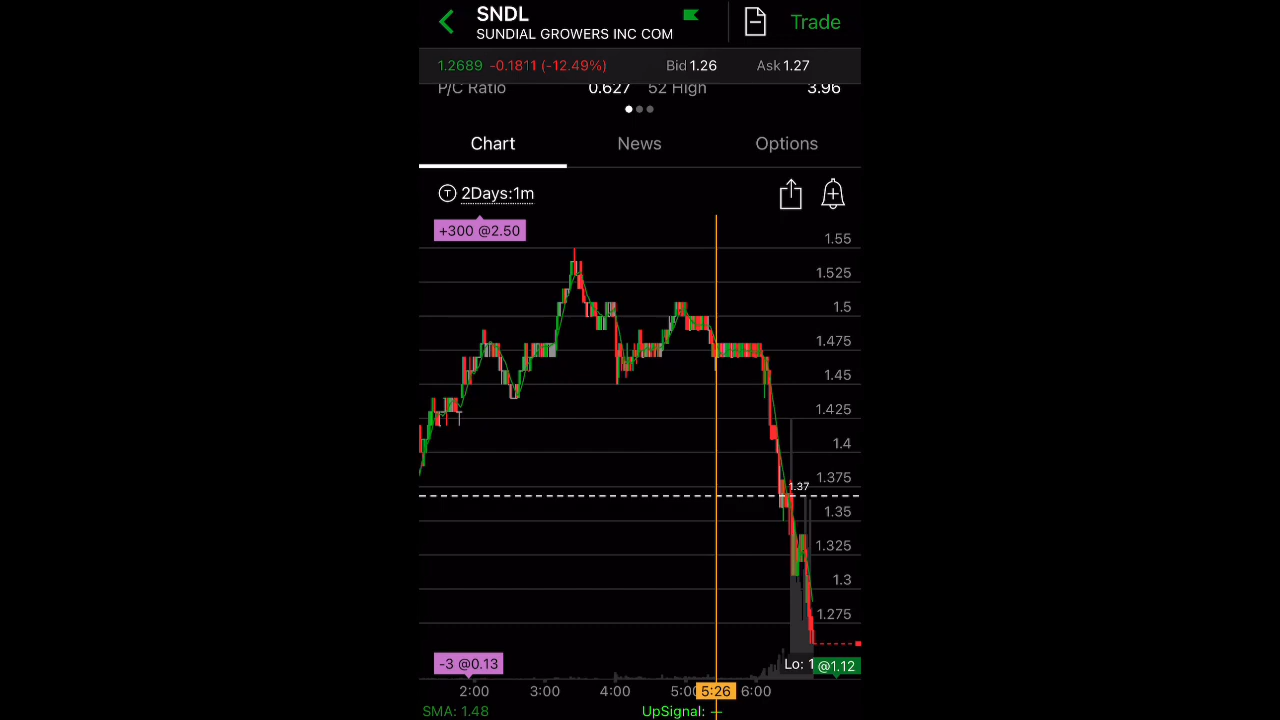 SNDL
SUNDIAL GROWERS INC COM
Trade
1.2689 -0.1811 (-12.49%) Bid 1.26 Ask 1.27
P/C Ratio 0.627 52 High 3.96
Chart News Options
T 2Days:1m
+300 @2.50
1.55
1.525
1.5
1.475
1.45
1.425
1.4
1.375
1.37
1.35
1.325
1.3
1.275
-3 @0.13 Lo: 1 @1.12
2:00 3:00 4:00 5:00 5:26 6:00
SMA: 1.48 UpSignal: —